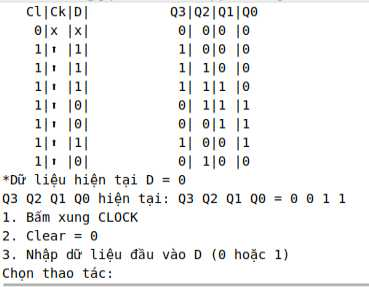 Cl|Ck|D|          Q3|Q2|Q1|Q0
0|x |x|           0| 0|0 |0
1|⬆ |1|           1| 0|0 |0
1|⬆ |1|           1| 1|0 |0
1|⬆ |1|           1| 1|1 |0
1|⬆ |0|           0| 1|1 |1
1|⬆ |0|           0| 0|1 |1
1|⬆ |1|           1| 0|0 |1
1|⬆ |0|           0| 1|0 |0
*Dữ liệu hiện tại D = 0
Q3 Q2 Q1 Q0 hiện tại: Q3 Q2 Q1 Q0 = 0 0 1 1
1. Bấm xung CLOCK
2. Clear = 0
3. Nhập dữ liệu đầu vào D (0 hoặc 1)
Chọn thao tác: